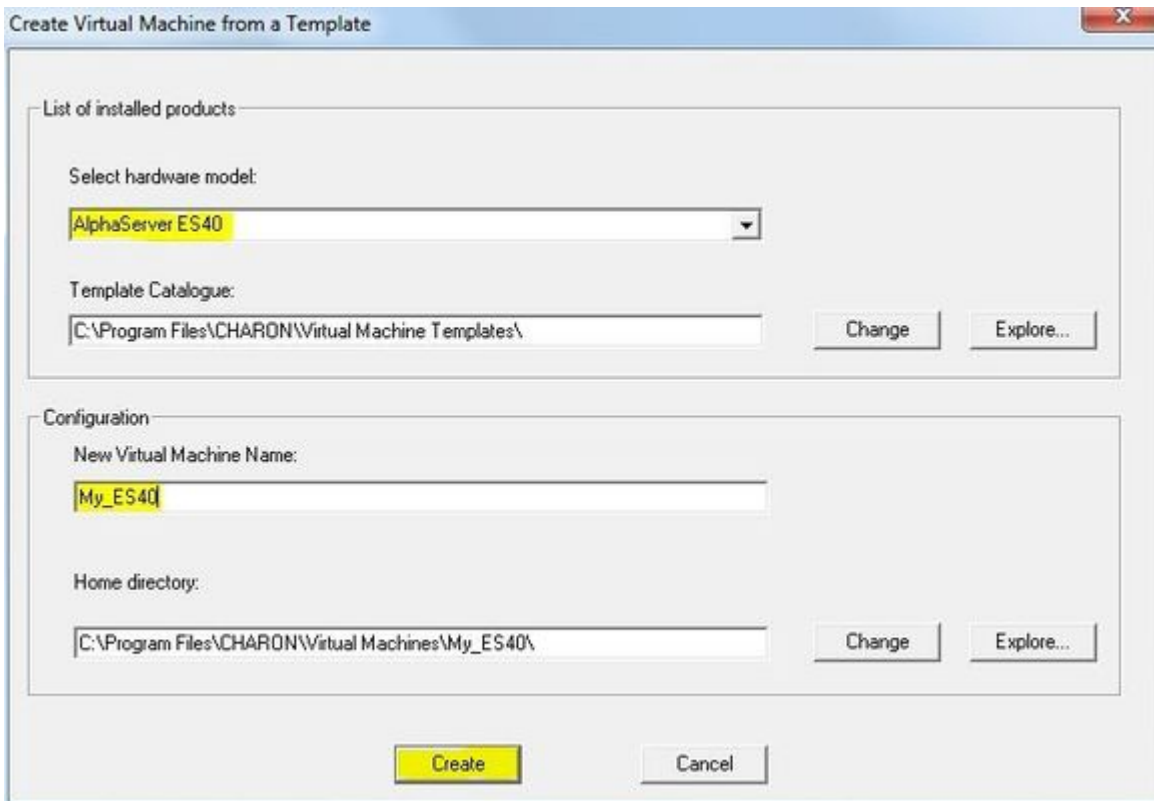 Create Virtual Machine from a Template
x
List of installed products
Select hardware model:
AlphaServer ES40
Template Catalogue:
C:\Program Files\CHARON\Virtual Machine Templates\
Change
Explore...
Configuration
New Virtual Machine Name:
My_ES40
Home directory:
C:\Program Files\CHARON\Virtual Machines\My_ES40\
Change
Explore...
Create
Cancel